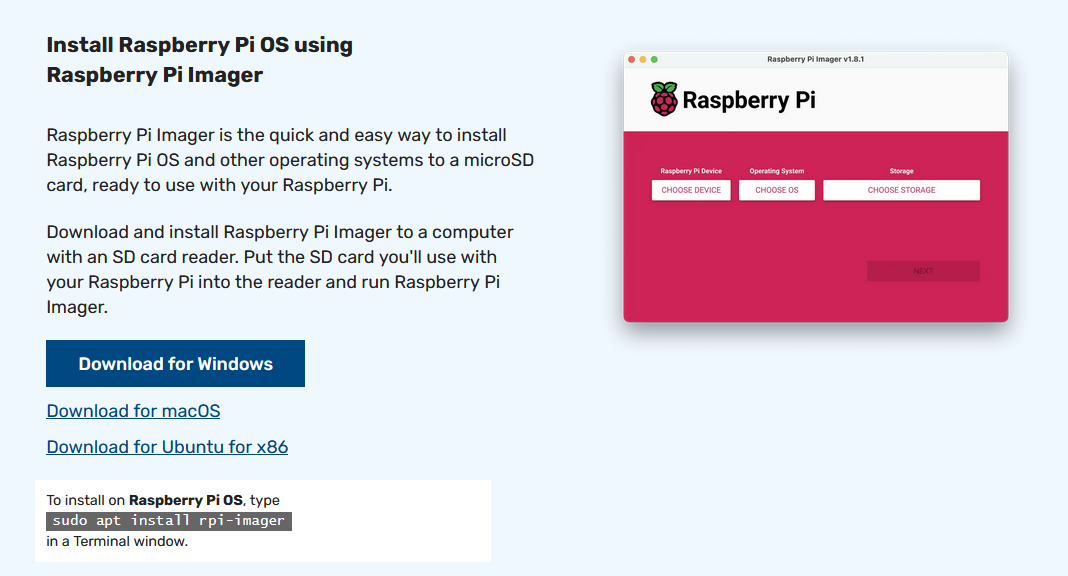 Install Raspberry Pi OS using
Raspberry Pi Imager
Raspberry Pi Imager is the quick and easy way to install
Raspberry Pi OS and other operating systems to a microSD
card, ready to use with your Raspberry Pi.
Download and install Raspberry Pi Imager to a computer
with an SD card reader. Put the SD card you'll use with
your Raspberry Pi into the reader and run Raspberry Pi
Imager.
Download for Windows
Download for macOS
Download for Ubuntu for x86
To install on Raspberry Pi OS, type
sudo apt install rpi-imager
in a Terminal window.
Raspberry Pi Imager v1.8.1
Raspberry Pi
Raspberry Pi Device Operating System Storage
CHOOSE DEVICE CHOOSE OS CHOOSE STORAGE
NEXT